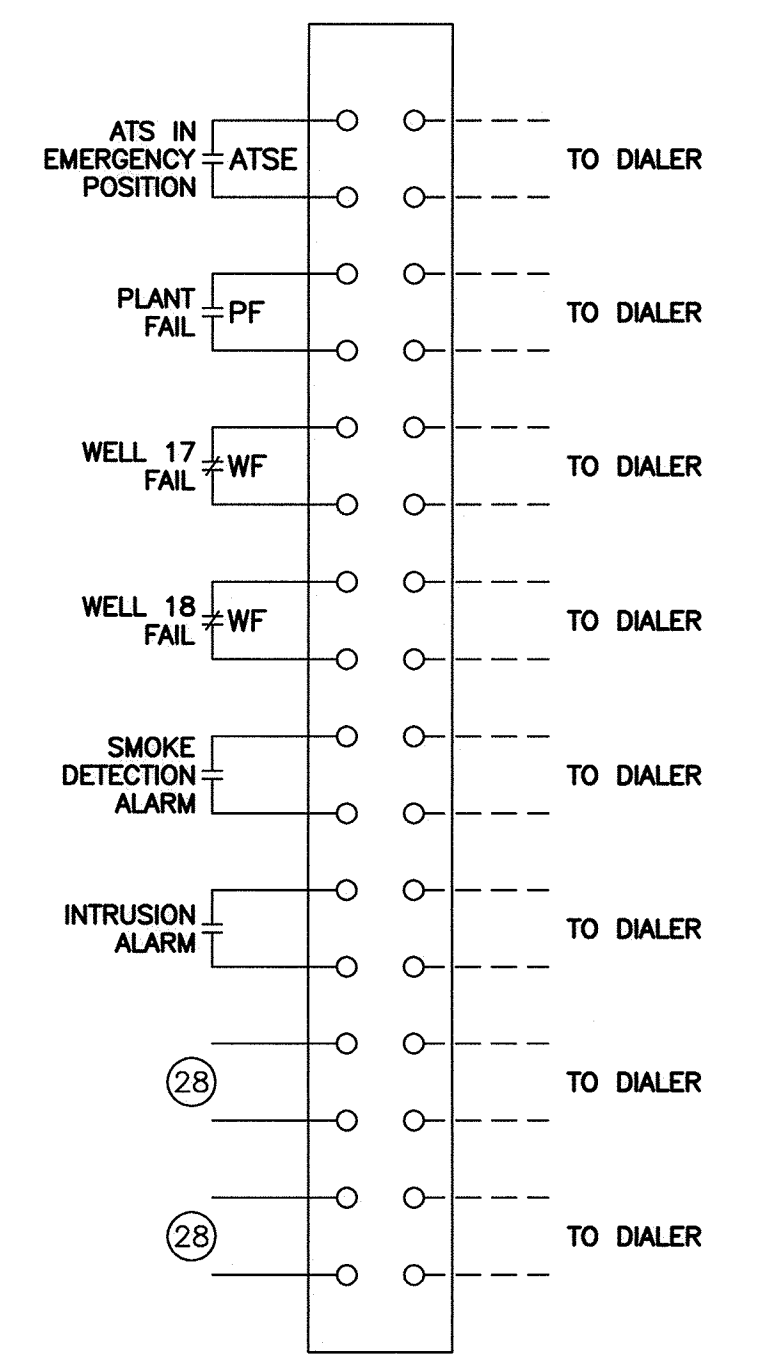 ATS IN
EMERGENCY
POSITION
ATSE
TO DIALER
PLANT
FAIL
PF
TO DIALER
WELL 17
FAIL
WF
TO DIALER
WELL 18
FAIL
WF
TO DIALER
SMOKE
DETECTION
ALARM
TO DIALER
INTRUSION
ALARM
TO DIALER
28
TO DIALER
28
TO DIALER